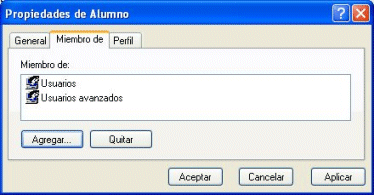 Propiedades de Alumno
General Miembro de Perfil
Miembro de:
Usuarios
Usuarios avanzados
Agregar... Quitar
Aceptar Cancelar Aplicar